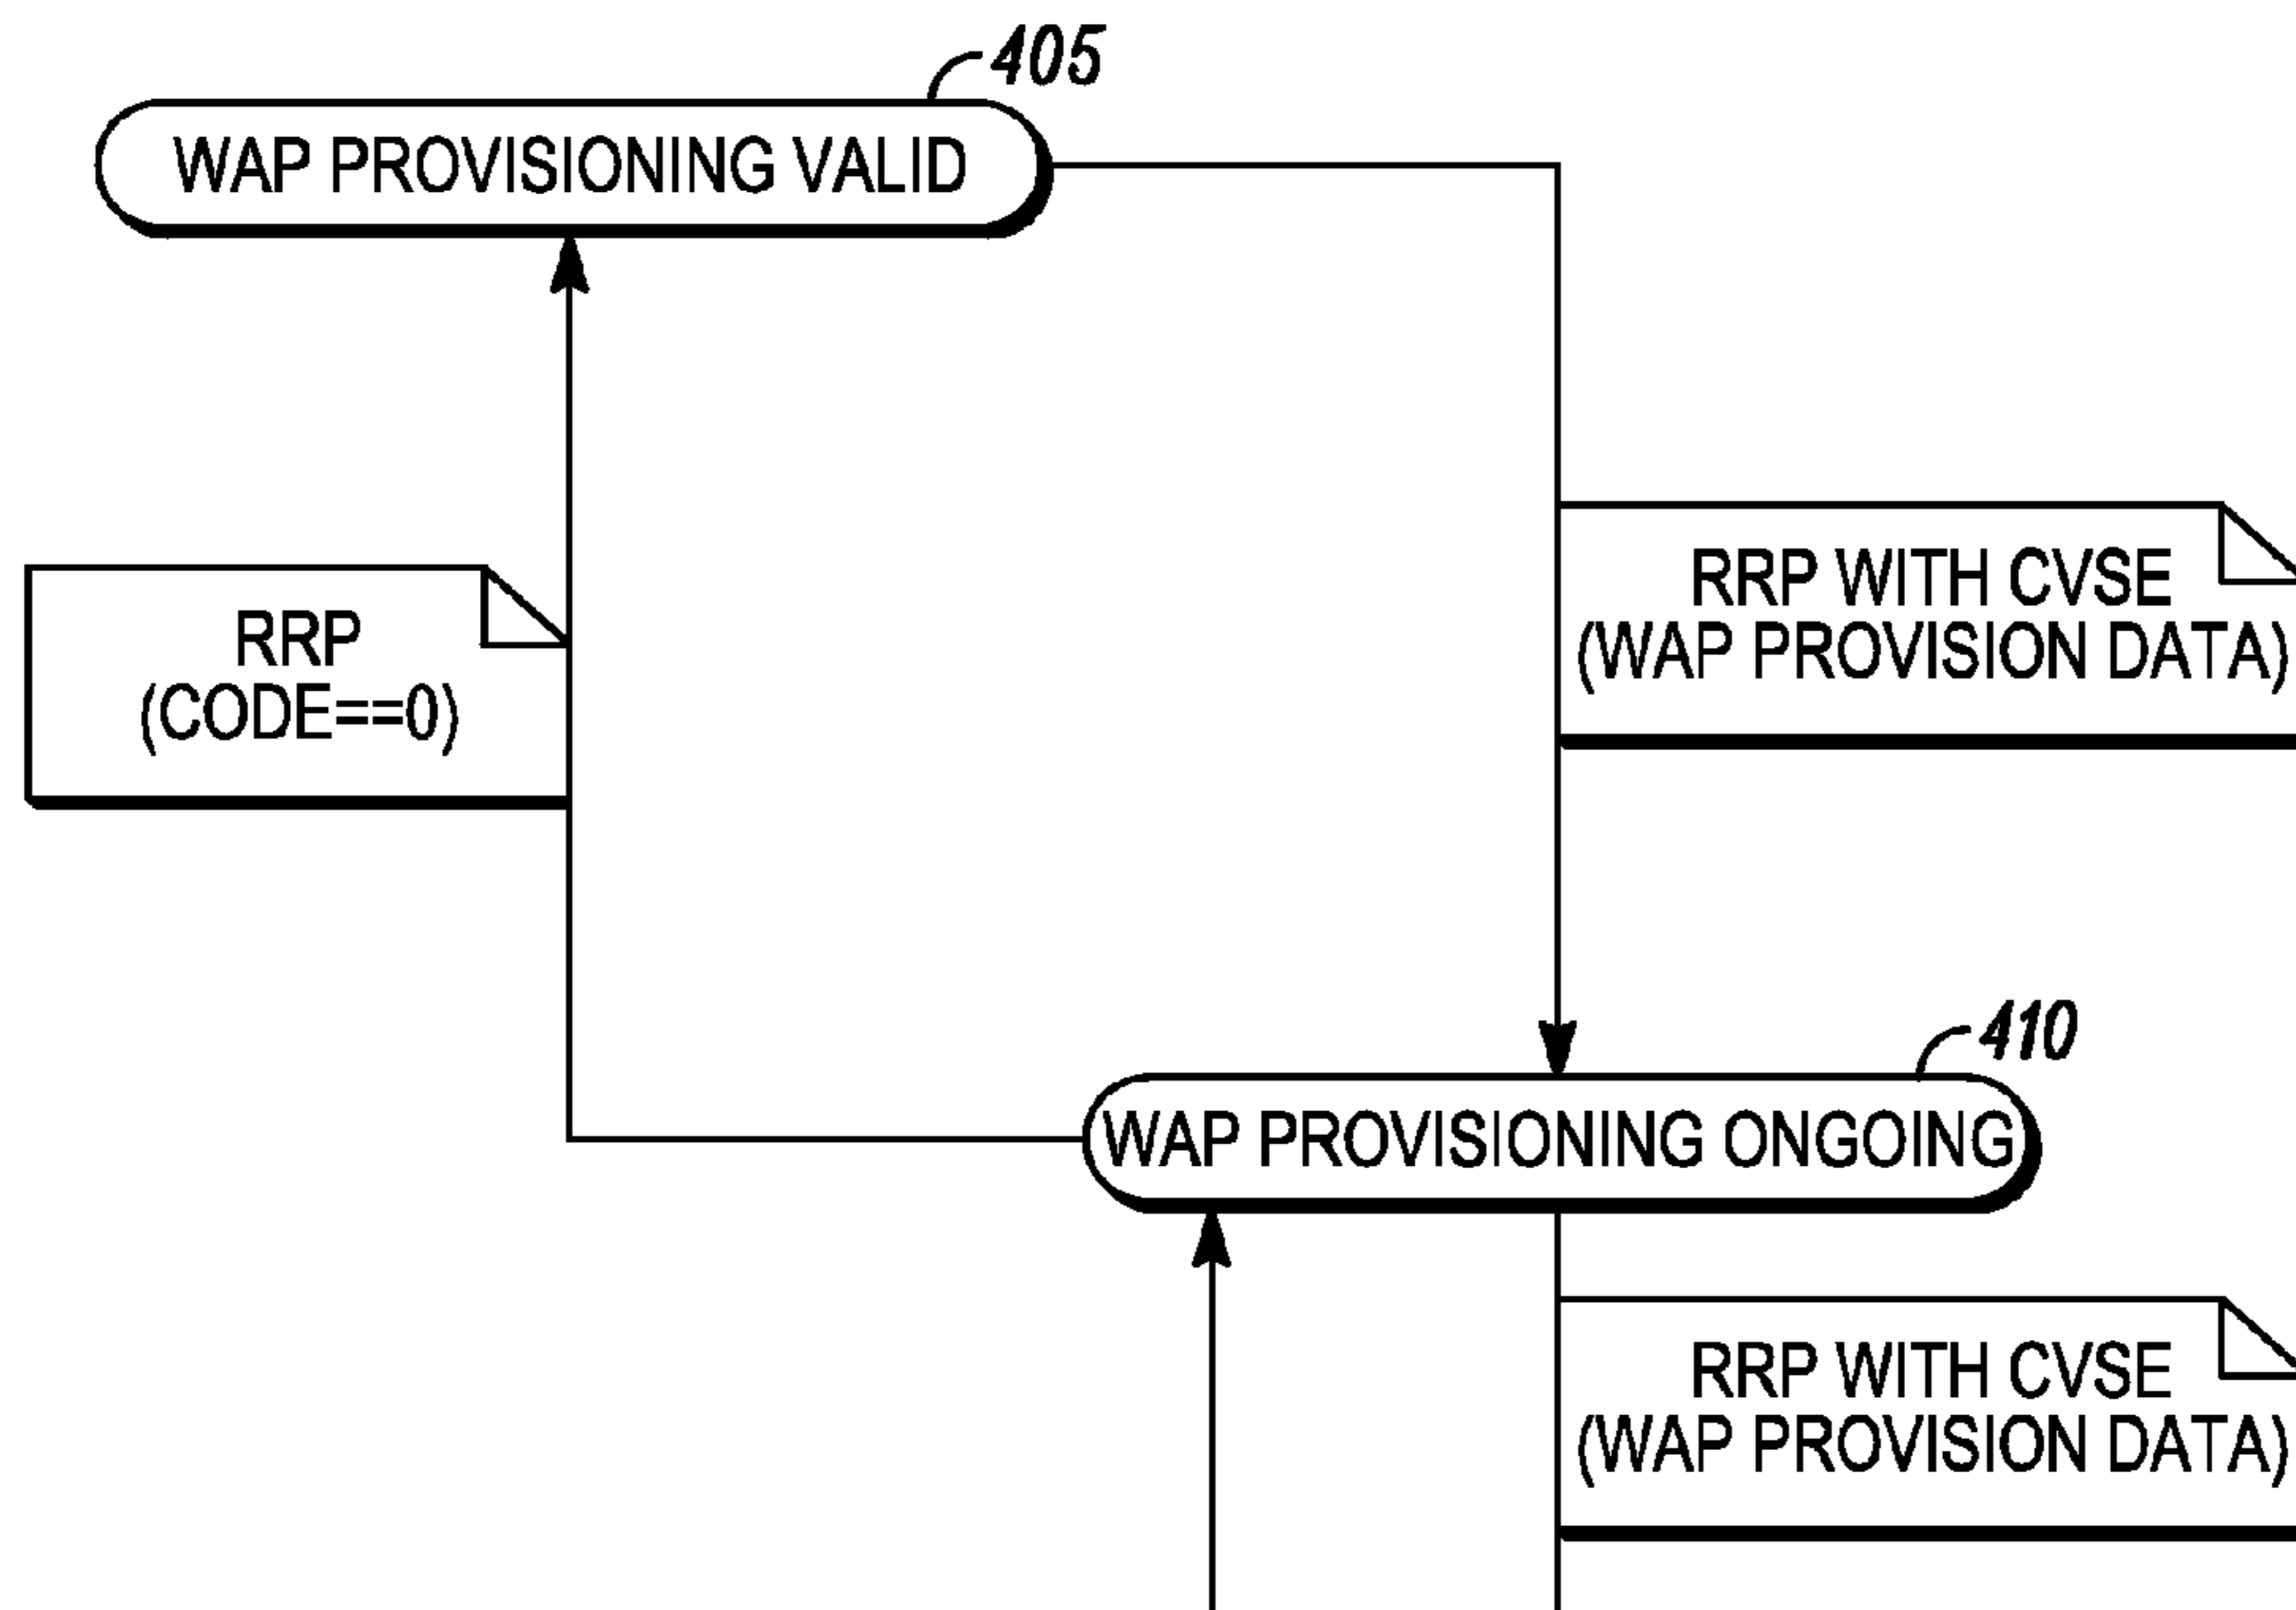 405
WAP PROVISIONING VALID
RRP WITH CVSE
(WAP PROVISION DATA)
RRP
(CODE==0)
410
WAP PROVISIONING ONGOING
RRP WITH CVSE
(WAP PROVISION DATA)